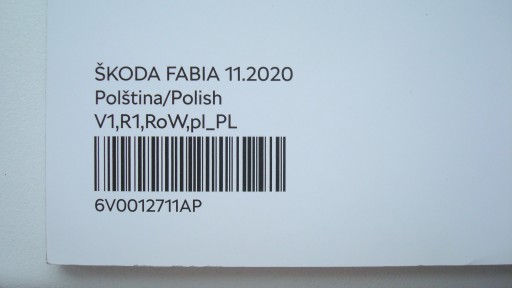 ŠKODA FABIA 11.2020
Polština/Polish
V1,R1,RoW,pl_PL
6V0012711AP